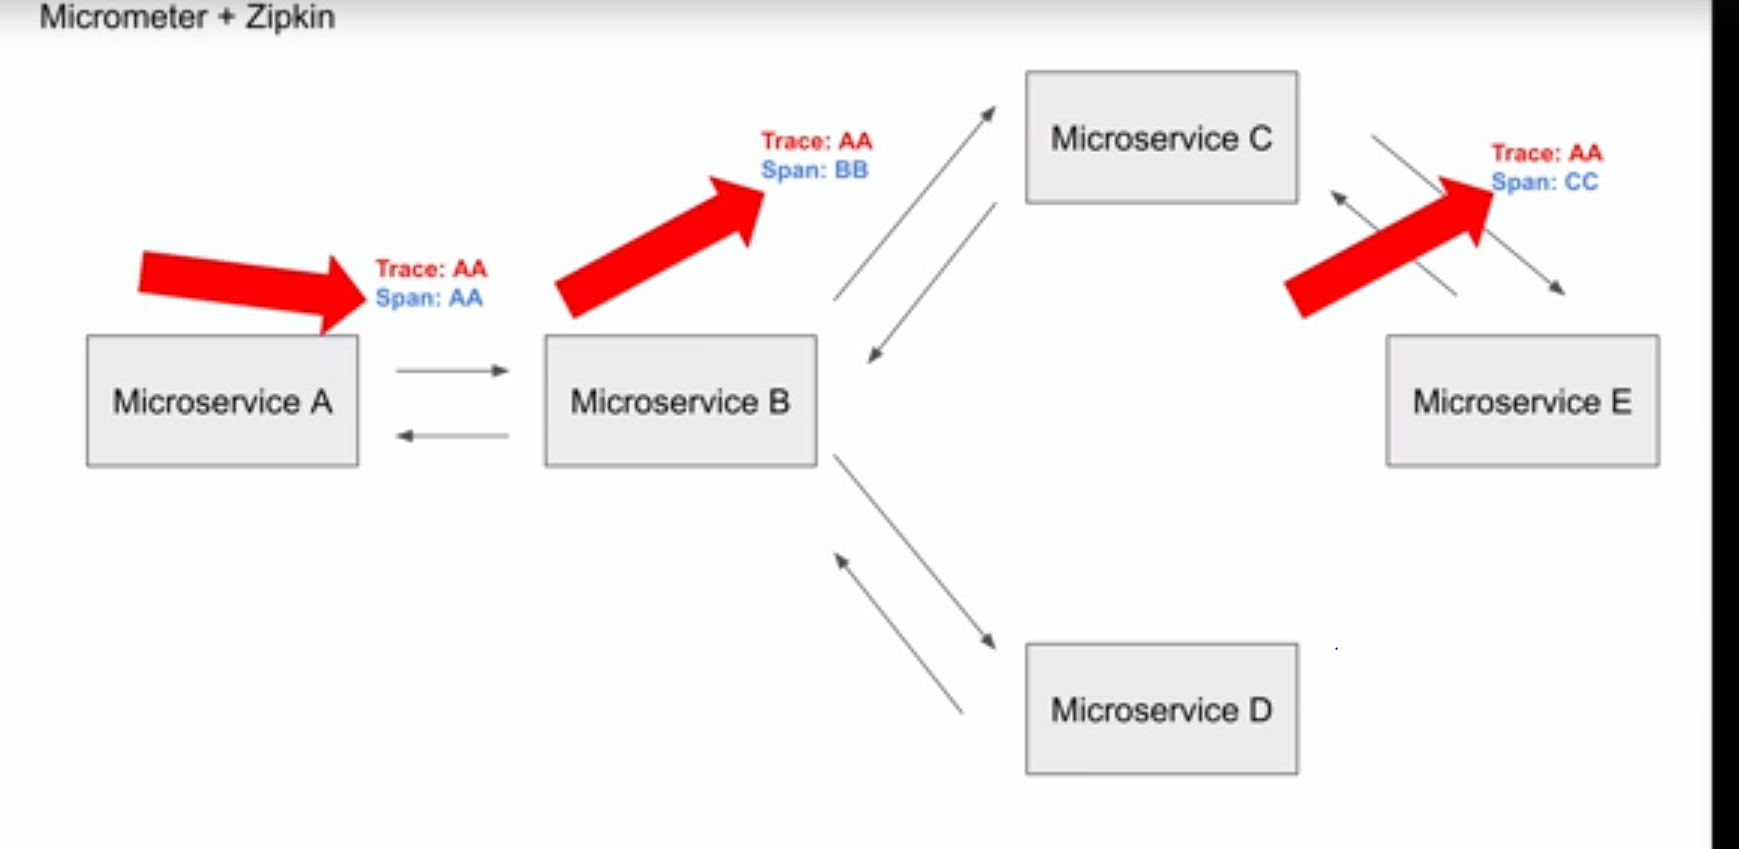 Micrometer + Zipkin
Microservice C
Trace: AA
Span: BB
Trace: AA
Span: CC
Trace: AA
Span: AA
Microservice A
Microservice B
Microservice E
Microservice D